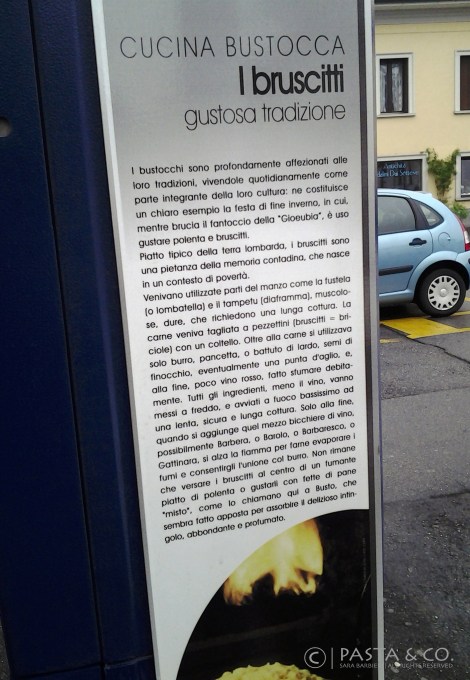 CUCINA BUSTOCCA
I bruscitti
gustosa tradizione
I bustocchi sono profondamente affezionati alle
loro tradizioni, vivendole quotidianamente come
parte integrante della loro cultura: ne costituisce
un chiaro esempio la festa di fine inverno, in cui,
mentre brucia il fantoccio della "Gioeubia", è uso
gustare polenta e bruscitti.
Piatto tipico della terra lombarda, i bruscitti sono
una pietanza della memoria contadina, che nasce
in un contesto di povertà.
Venivano utilizzate parti del manzo come la fustela
(o lombatella) e il tampetu (diaframma), muscolo-
se, dure, che richiedono una lunga cottura. La
carne veniva tagliata a pezzettini (bruscitti = bri-
ciole) con un coltello. Oltre alla carne si utilizzava
solo burro, pancetta, o battuto di lardo, semi di
finocchio, eventualmente una punta d'aglio, e,
alla fine, poco vino rosso, fatto sfumare debita-
mente. Tutti gli ingredienti, meno il vino, vanno
messi a freddo, e avviati a fuoco bassissimo ad
una lenta, sicura e lunga cottura. Solo alla fine,
quando si aggiunge quel mezzo bicchiere di vino,
possibilmente Barbera, o Barolo, o Barbaresco, o
Gattinara, si alza la fiamma per farne evaporare i
fumi e consentirgli l'unione col burro. Non rimane
che versare i bruscitti al centro di un fumante
piatto di polenta o gustarli con fette di pane
"misto", come lo chiamano qui a Busto, che
sembra fatto apposta per assorbire il delizioso intin-
golo, abbondante e profumato.
© PASTA & CO.
SARA BARBIERI ALL RIGHTS RESERVED